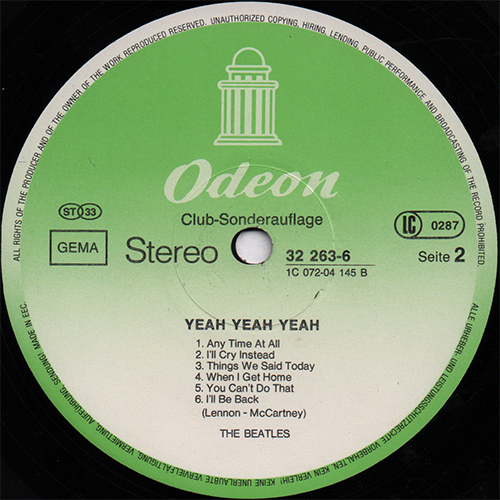 ALL RIGHTS OF THE PRODUCER AND OF THE OWNER OF THE WORK REPRODUCED RESERVED. UNAUTHORIZED COPYING, HIRING, LENDING, PUBLIC PERFORMANCE AND BROADCASTING OF THE RECORD PROHIBITED.
Odeon
Club-Sonderauflage
ST 33
GEMA
Stereo
32 263-6
1C 072-04 145 B
LC 0287
Seite 2
YEAH YEAH YEAH
1. Any Time At All
2. I'll Cry Instead
3. Things We Said Today
4. When I Get Home
5. You Can't Do That
6. I'll Be Back
(Lennon - McCartney)
THE BEATLES
ALLE URHEBER- UND LEISTUNGSSCHUTZRECHTE VORBEHALTEN. KEIN VERLEIH! KEINE UNERLAUBTE VERVIELFÄLTIGUNG, VERMIETUNG, AUFFÜHRUNG, SENDUNG! MADE IN EEC.